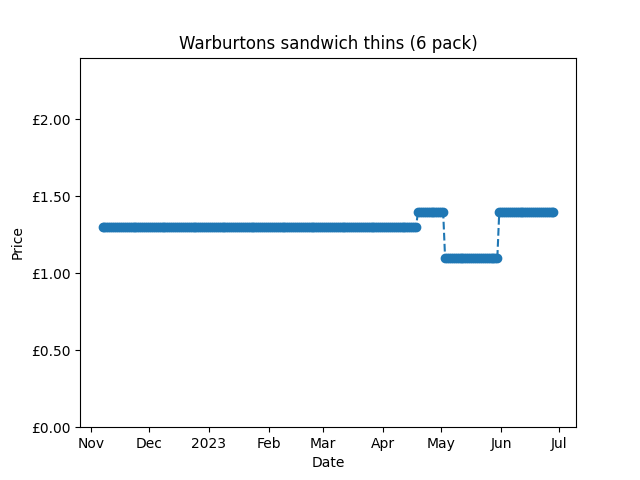 Warburtons sandwich thins (6 pack)
£2.00
£1.50
£1.00
£0.50
£0.00
Price
Nov Dec 2023 Feb Mar Apr May Jun Jul
Date